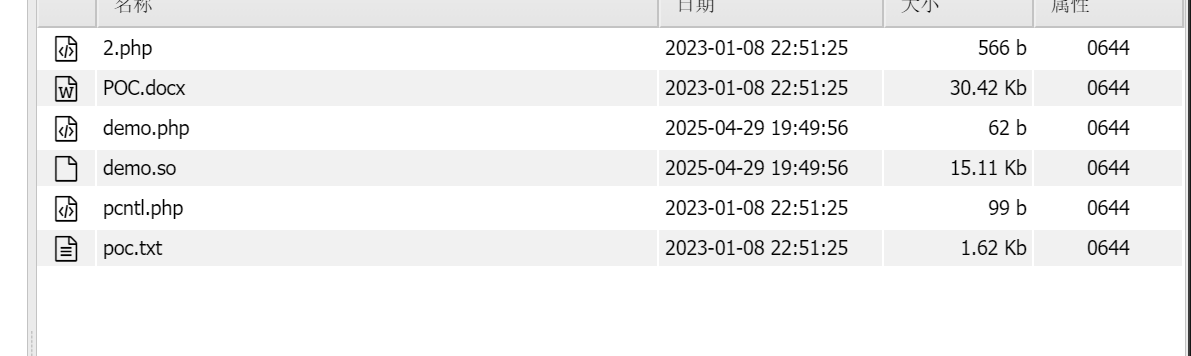 名称 日期 大小 属性
2.php 2023-01-08 22:51:25 566 b 0644
POC.docx 2023-01-08 22:51:25 30.42 Kb 0644
demo.php 2025-04-29 19:49:56 62 b 0644
demo.so 2025-04-29 19:49:56 15.11 Kb 0644
pcntl.php 2023-01-08 22:51:25 99 b 0644
poc.txt 2023-01-08 22:51:25 1.62 Kb 0644